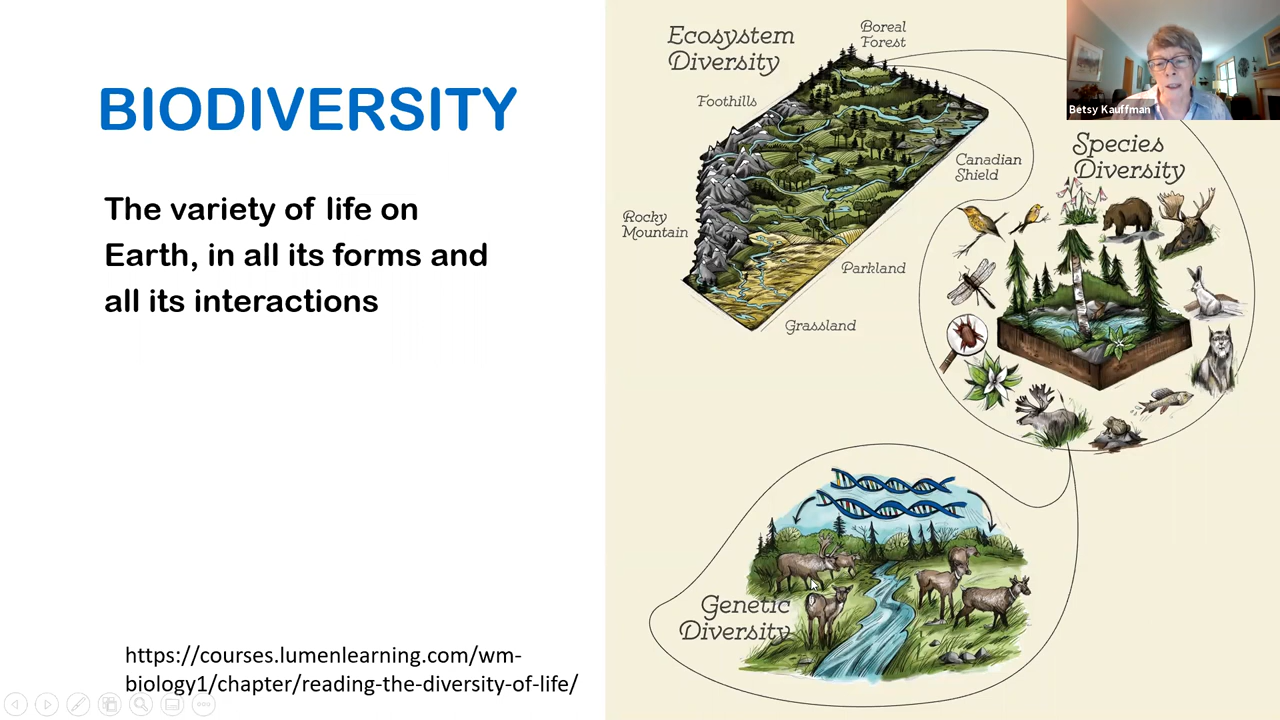 BIODIVERSITY
The variety of life on
Earth, in all its forms and
all its interactions
https://courses.lumenlearning.com/wm-
biology1/chapter/reading-the-diversity-of-life/
Ecosystem
Diversity
Boreal
Forest
Foothills
Canadian
Shield
Rocky
Mountain
Parkland
Grassland
Betsy Kauffman
Species
Diversity
Genetic
Diversity